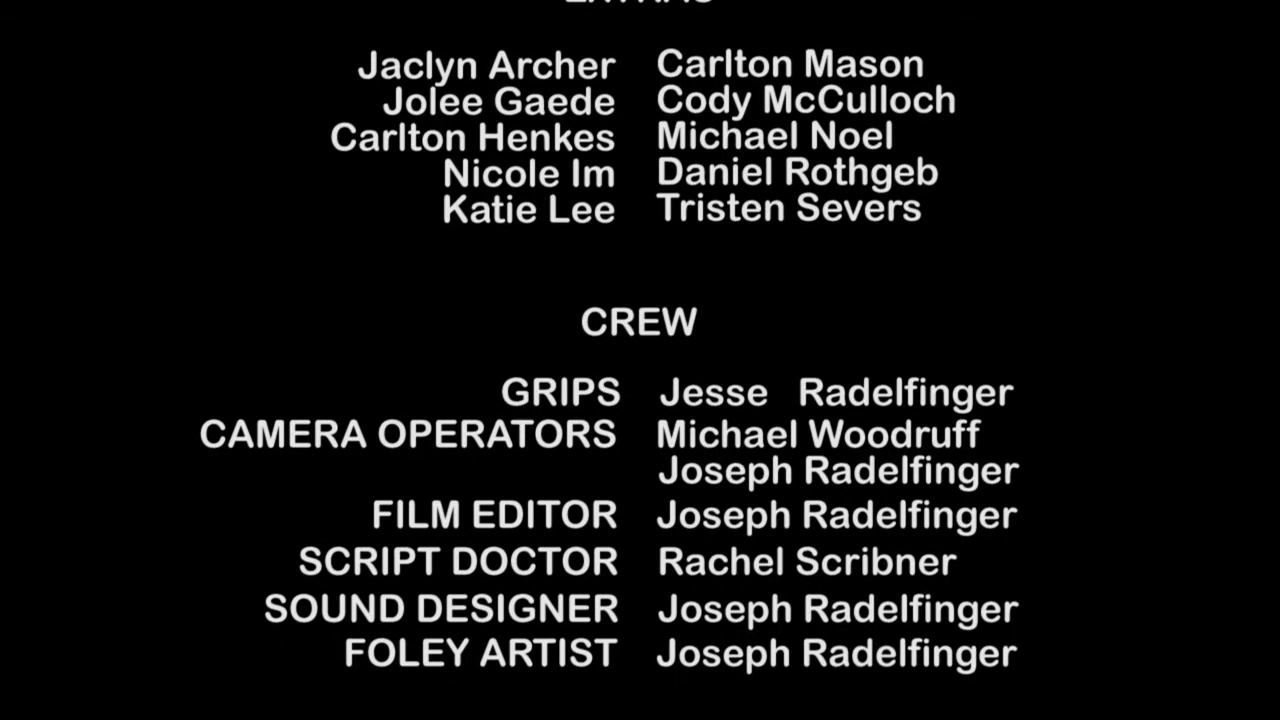 EXTRAS
Jaclyn Archer Carlton Mason
Jolee Gaede Cody McCulloch
Carlton Henkes Michael Noel
Nicole Im Daniel Rothgeb
Katie Lee Tristen Severs
CREW
GRIPS Jesse Radelfinger
CAMERA OPERATORS Michael Woodruff
Joseph Radelfinger
FILM EDITOR Joseph Radelfinger
SCRIPT DOCTOR Rachel Scribner
SOUND DESIGNER Joseph Radelfinger
FOLEY ARTIST Joseph Radelfinger